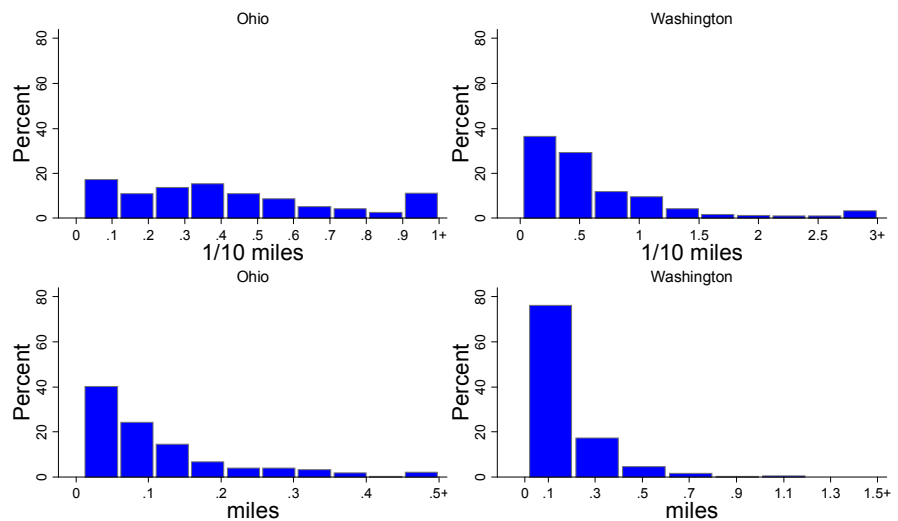 Ohio
Percent
80
60
40
20
0
0 .1 .2 .3 .4 .5 .6 .7 .8 .9 1+
1/10 miles
Washington
Percent
80
60
40
20
0
0 .5 1 1.5 2 2.5 3+
1/10 miles
Ohio
Percent
80
60
40
20
0
0 .1 .2 .3 .4 .5+
miles
Washington
Percent
80
60
40
20
0
0 .1 .3 .5 .7 .9 1.1 1.3 1.5+
miles